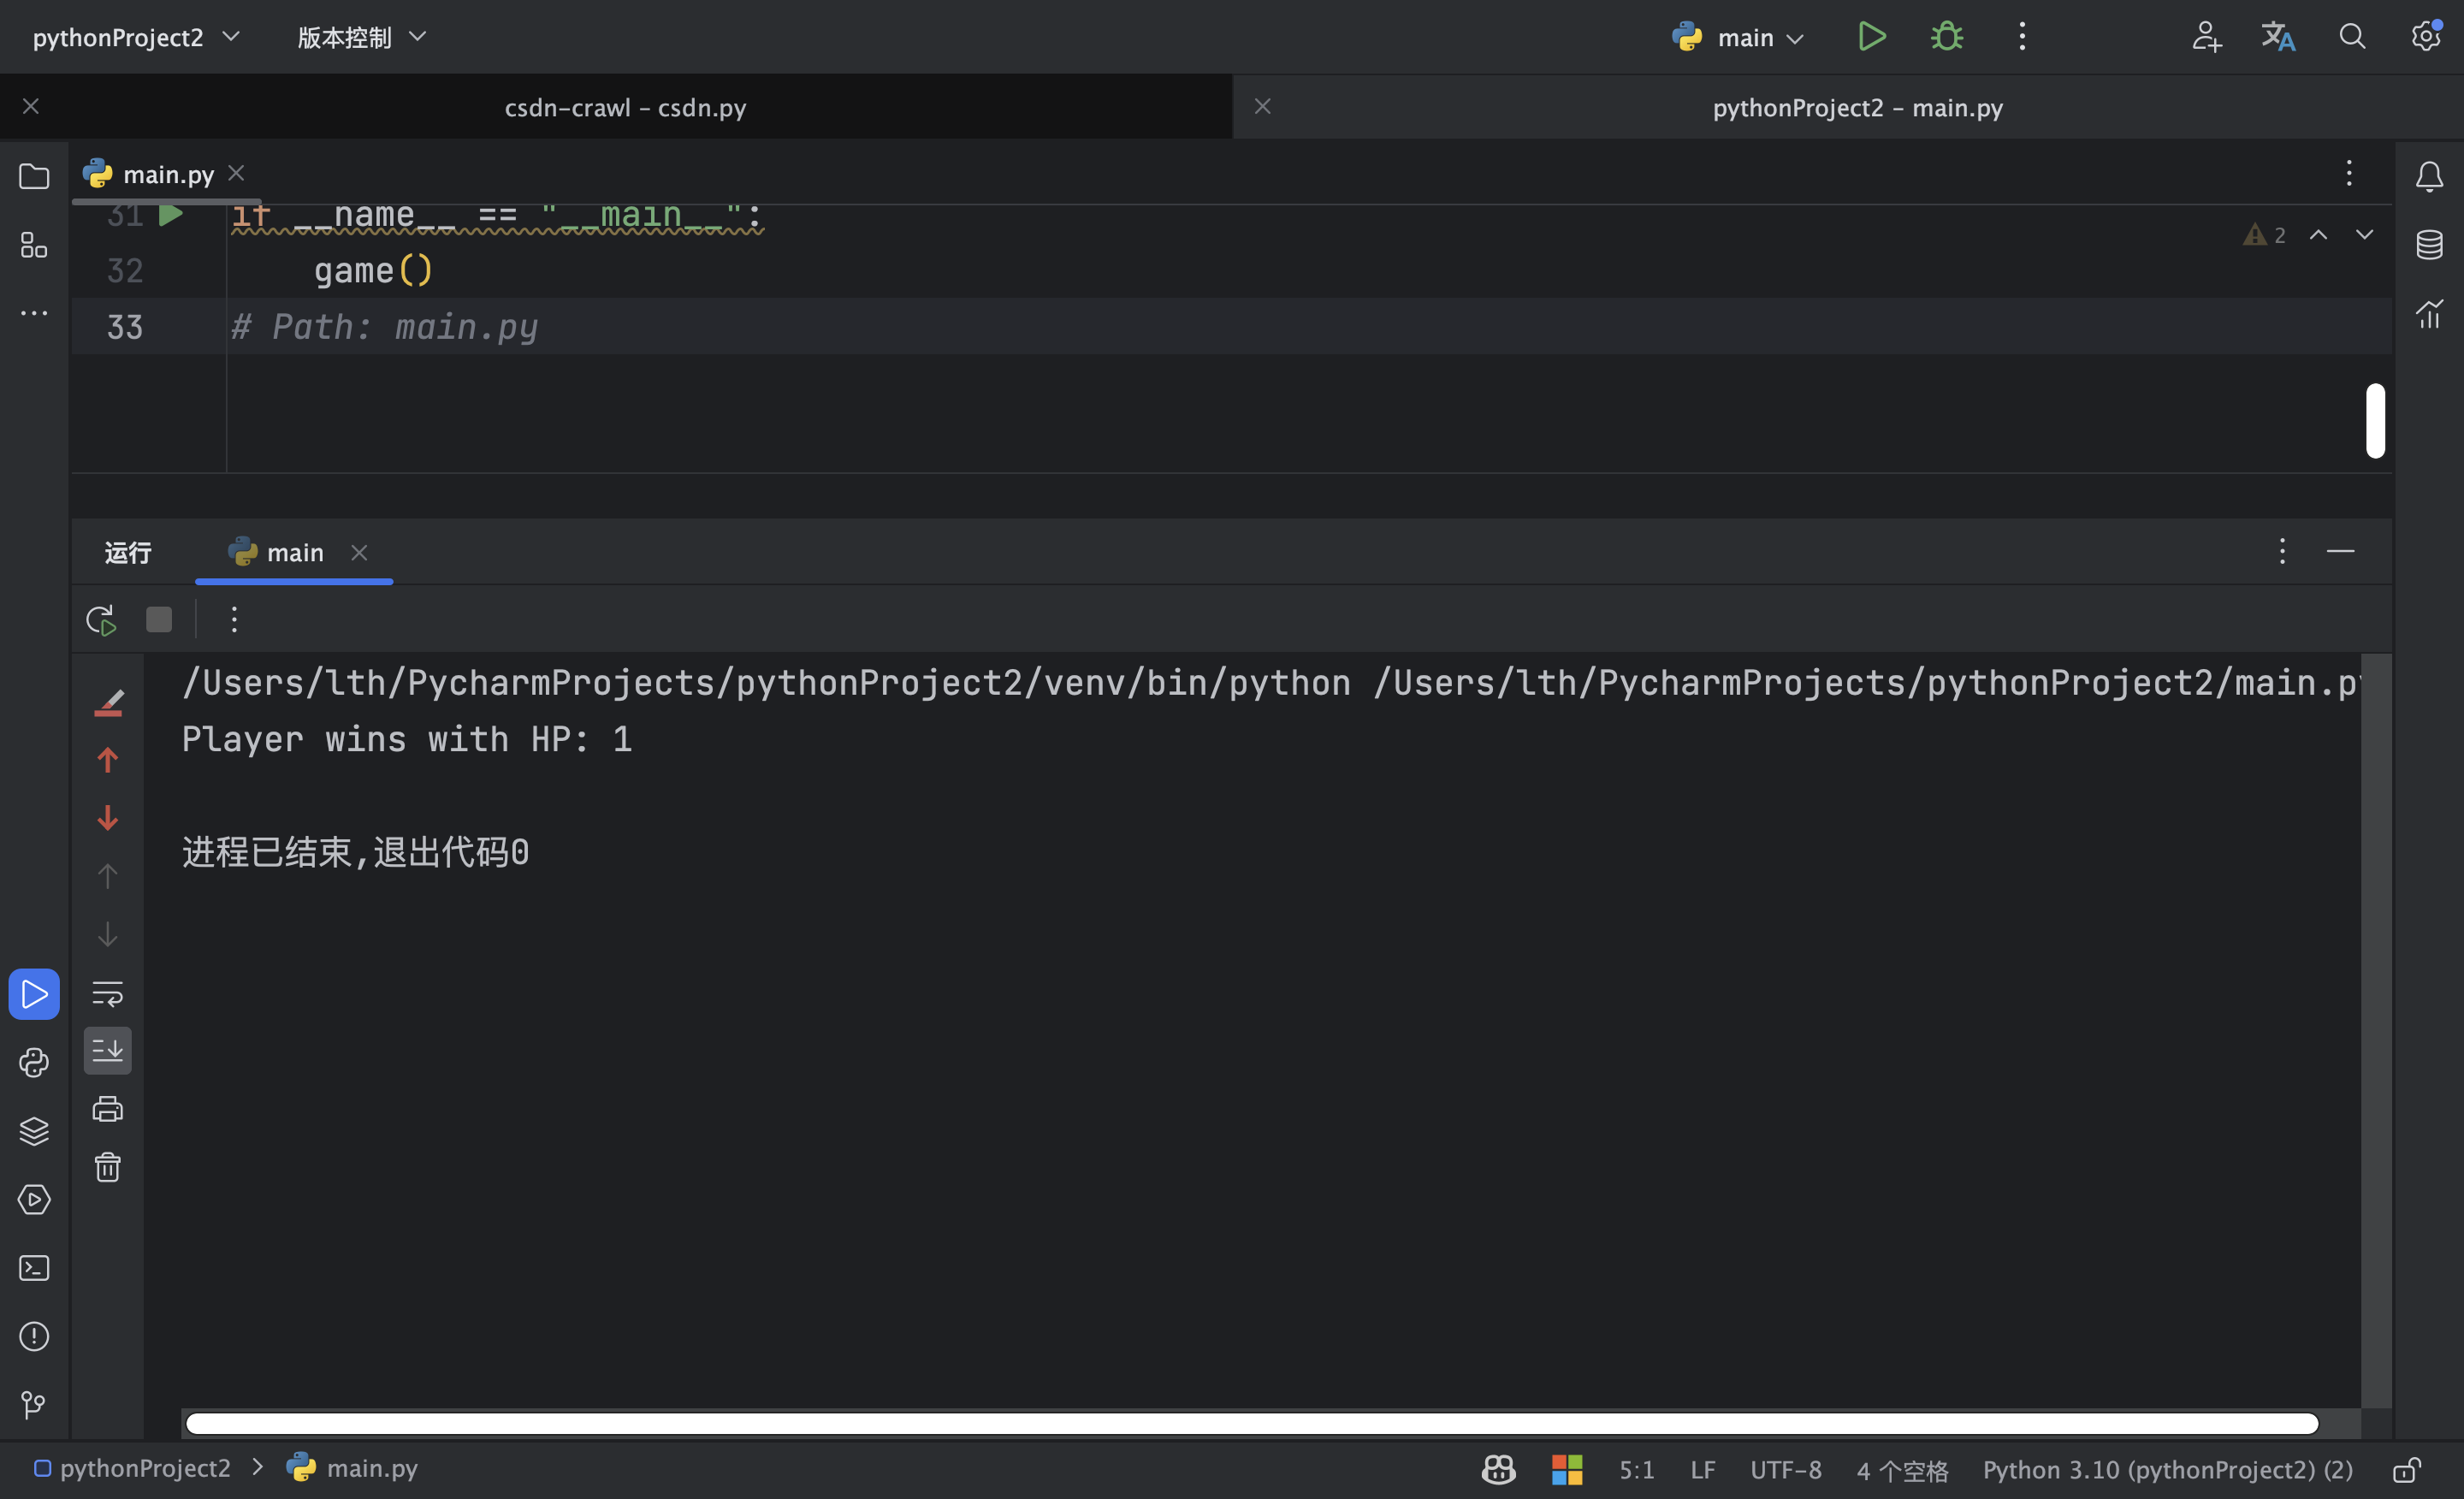 pythonProject2 版本控制 main
csdn-crawl – csdn.py
pythonProject2 – main.py
main.py
31 if __name__ == "__main__":
2
32 game()
33 # Path: main.py
运行 main
/Users/lth/PycharmProjects/pythonProject2/venv/bin/python /Users/lth/PycharmProjects/pythonProject2/main.py
Player wins with HP: 1
进程已结束,退出代码0
pythonProject2 > main.py
5:1 LF UTF-8 4 个空格 Python 3.10 (pythonProject2) (2)